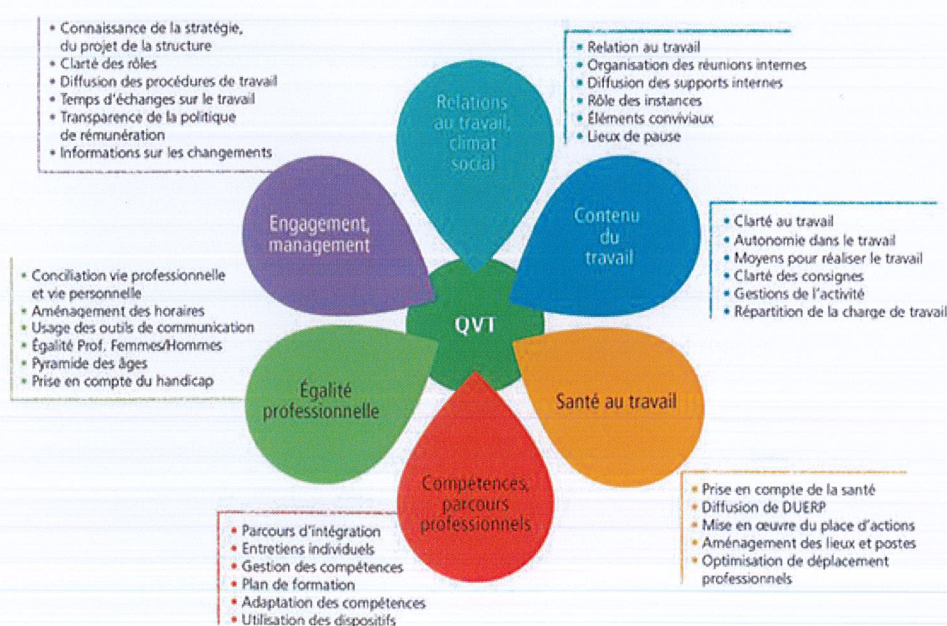 • Connaissance de la stratégie,
du projet de la structure
• Clarté des rôles
• Diffusion des procédures de travail
• Temps d'échanges sur le travail
• Transparence de la politique
de rémunération
• Informations sur les changements
Relations
au travail,
climat
social
• Relation au travail
• Organisation des réunions internes
• Diffusion des supports internes
• Rôle des instances
• Éléments conviviaux
• Lieux de pause
Engagement,
management
Contenu
du
travail
• Clarté au travail
• Autonomie dans le travail
• Moyens pour réaliser le travail
• Clarté des consignes
• Gestions de l'activité
• Répartition de la charge de travail
• Conciliation vie professionnelle
et vie personnelle
• Aménagement des horaires
• Usage des outils de communication
• Égalité Prof. Femmes/Hommes
• Pyramide des âges
• Prise en compte du handicap
QVT
Égalité
professionnelle
Santé au travail
Compétences,
parcours
professionnels
• Prise en compte de la santé
• Diffusion de DUERP
• Mise en œuvre du place d'actions
• Aménagement des lieux et postes
• Optimisation de déplacement
professionnels
• Parcours d'intégration
• Entretiens individuels
• Gestion des compétences
• Plan de formation
• Adaptation des compétences
• Utilisation des dispositifs